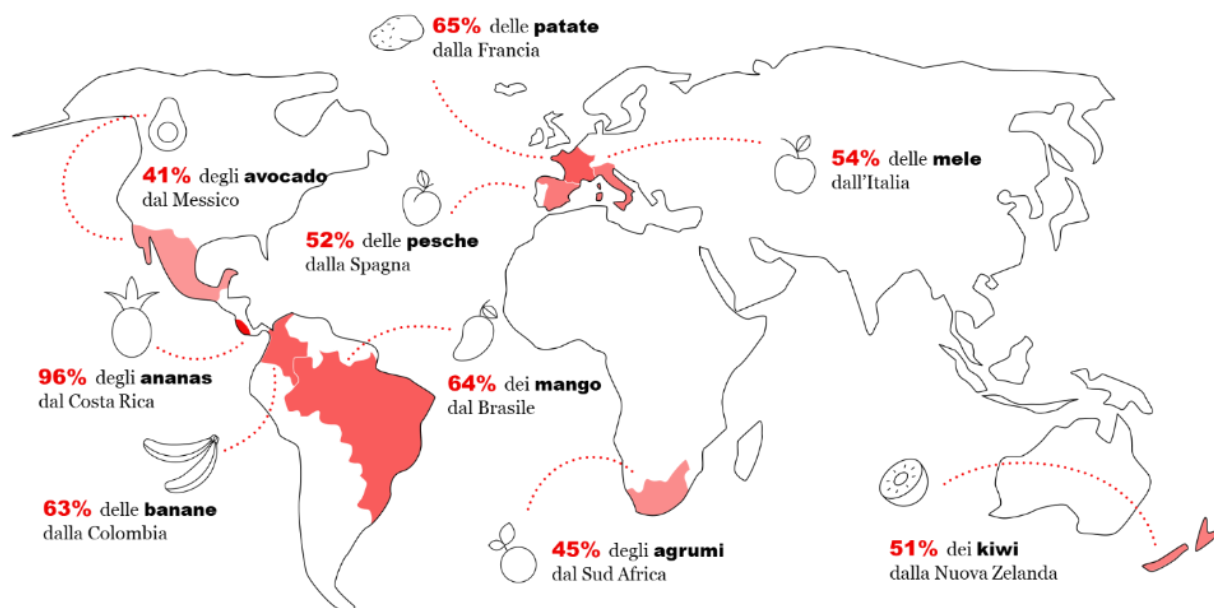 65% delle patate
dalla Francia
41% degli avocado
dal Messico
54% delle mele
dall'Italia
52% delle pesche
dalla Spagna
96% degli ananas
dal Costa Rica
64% dei mango
dal Brasile
63% delle banane
dalla Colombia
45% degli agrumi
dal Sud Africa
51% dei kiwi
dalla Nuova Zelanda